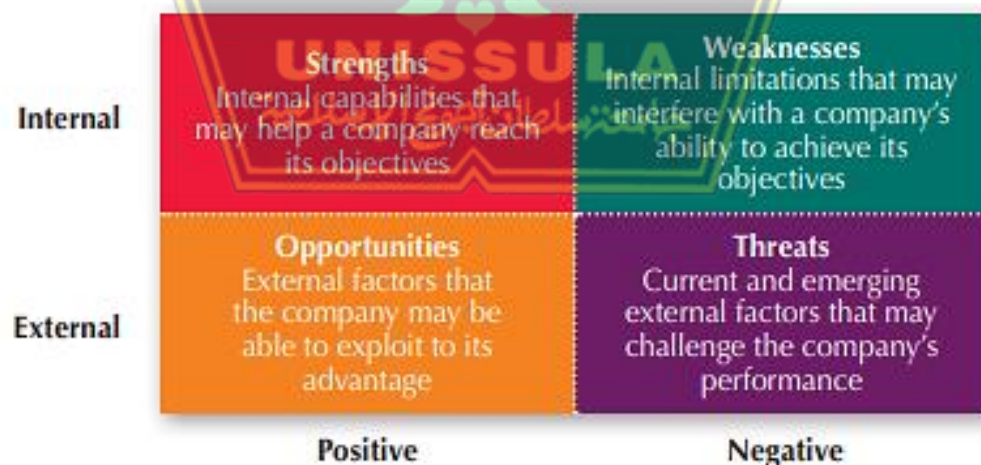 Internal
Strengths
Internal capabilities that
may help a company reach
its objectives
Weaknesses
Internal limitations that may
interfere with a company's
ability to achieve its
objectives
UNISSULA
External
Opportunities
External factors that
the company may be
able to exploit to its
advantage
Threats
Current and emerging
external factors that may
challenge the company's
performance
Positive
Negative